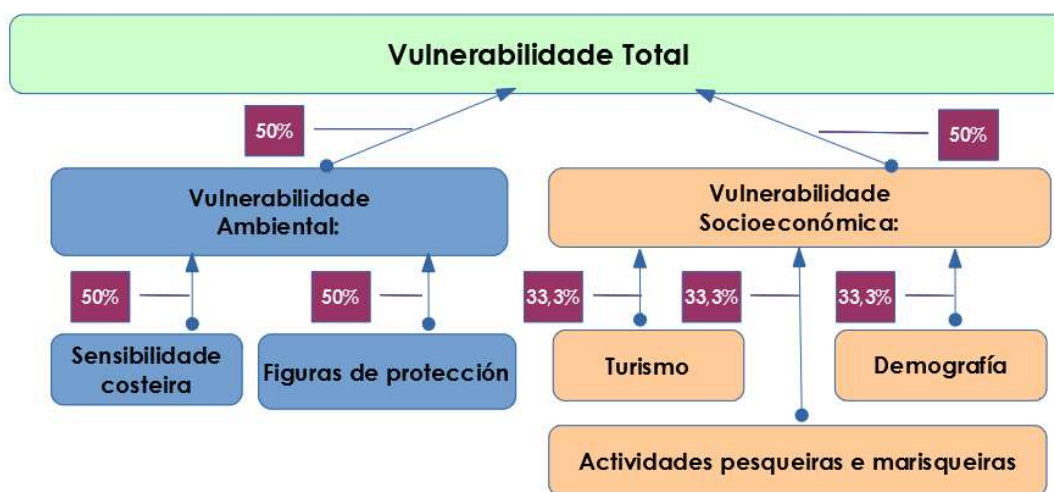 Vulnerabilidade Total
50%
50%
Vulnerabilidade
Ambiental:
Vulnerabilidade
Socioeconómica:
50%
50%
33,3%
33,3%
33,3%
Sensibilidade
costeira
Figuras de protección
Turismo
Demografía
Actividades pesqueiras e marisqueiras